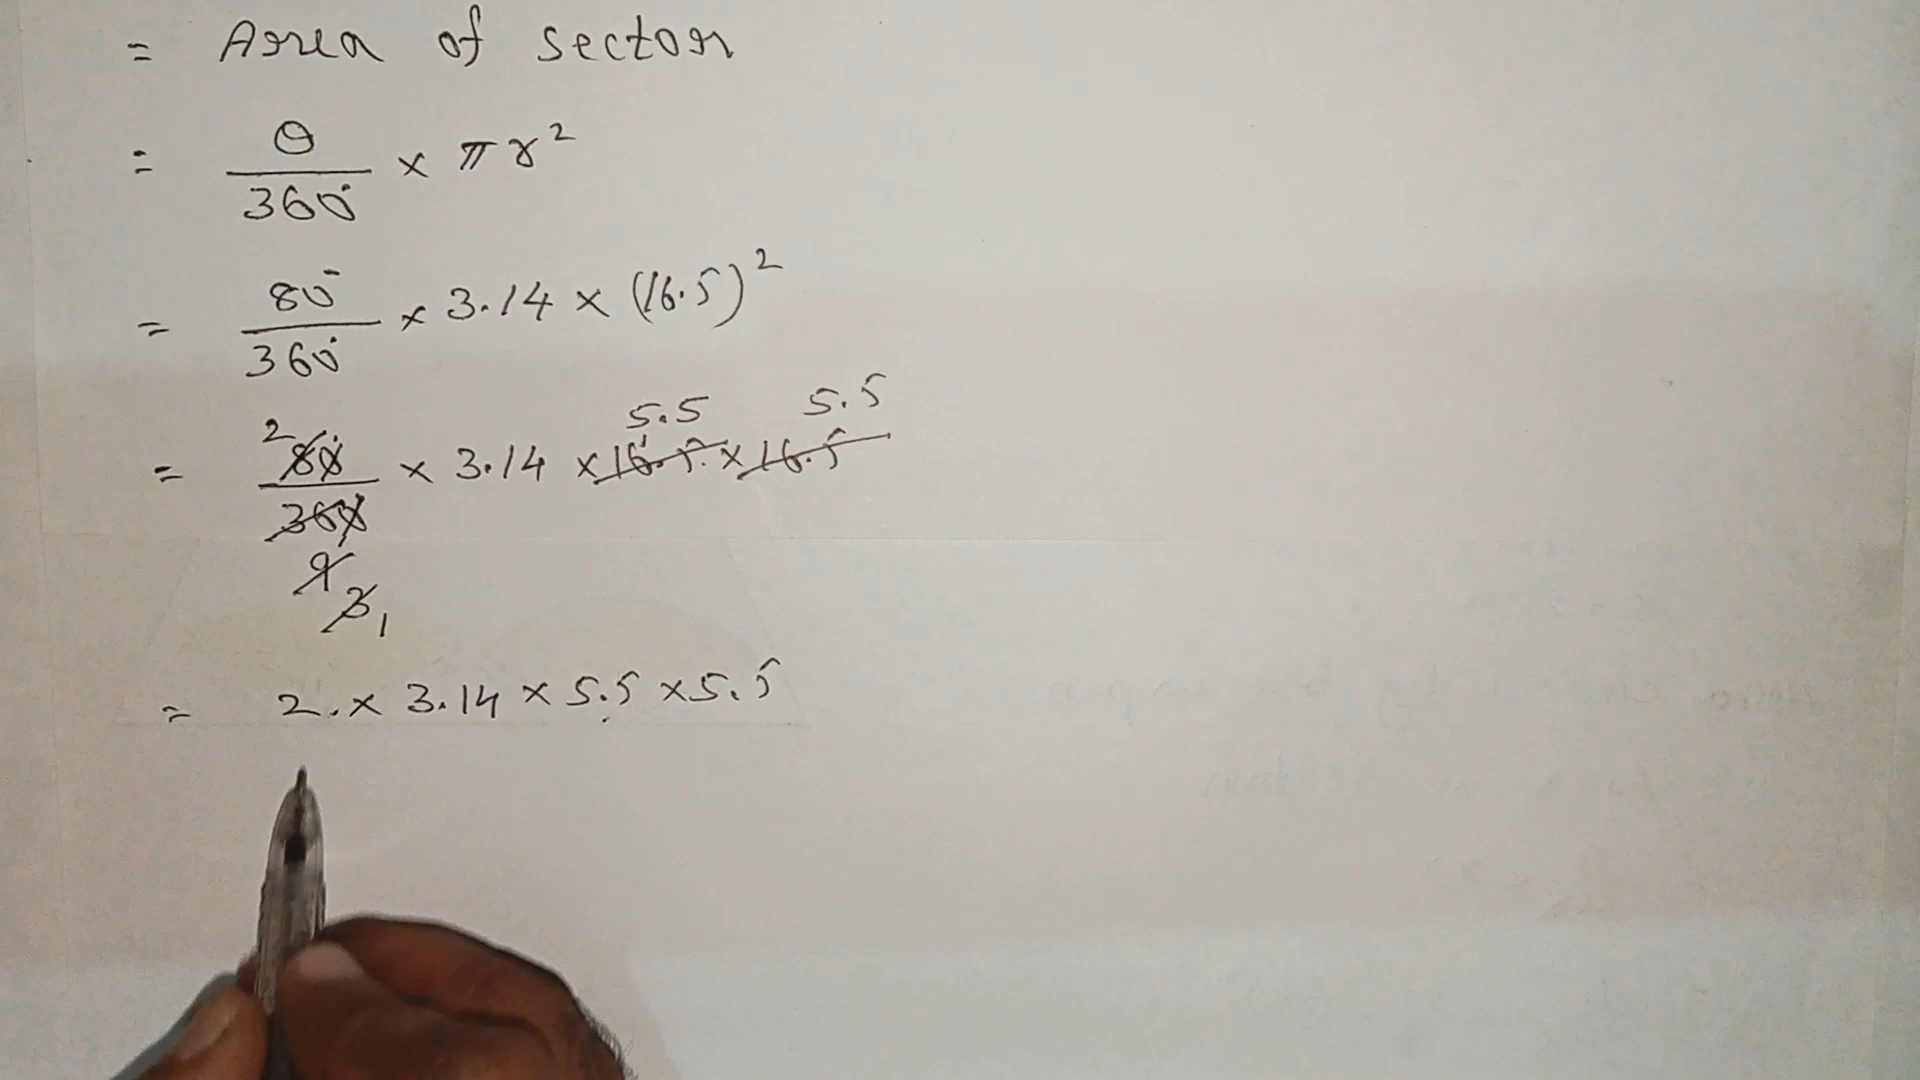 = Area of sector
= θ/360° × πr²
= 80°/360° × 3.14 × (16.5)²
5.5 5.5
= 2 80/360 × 3.14 × 16.5 × 16.5
9
3 1
= 2 × 3.14 × 5.5 × 5.5